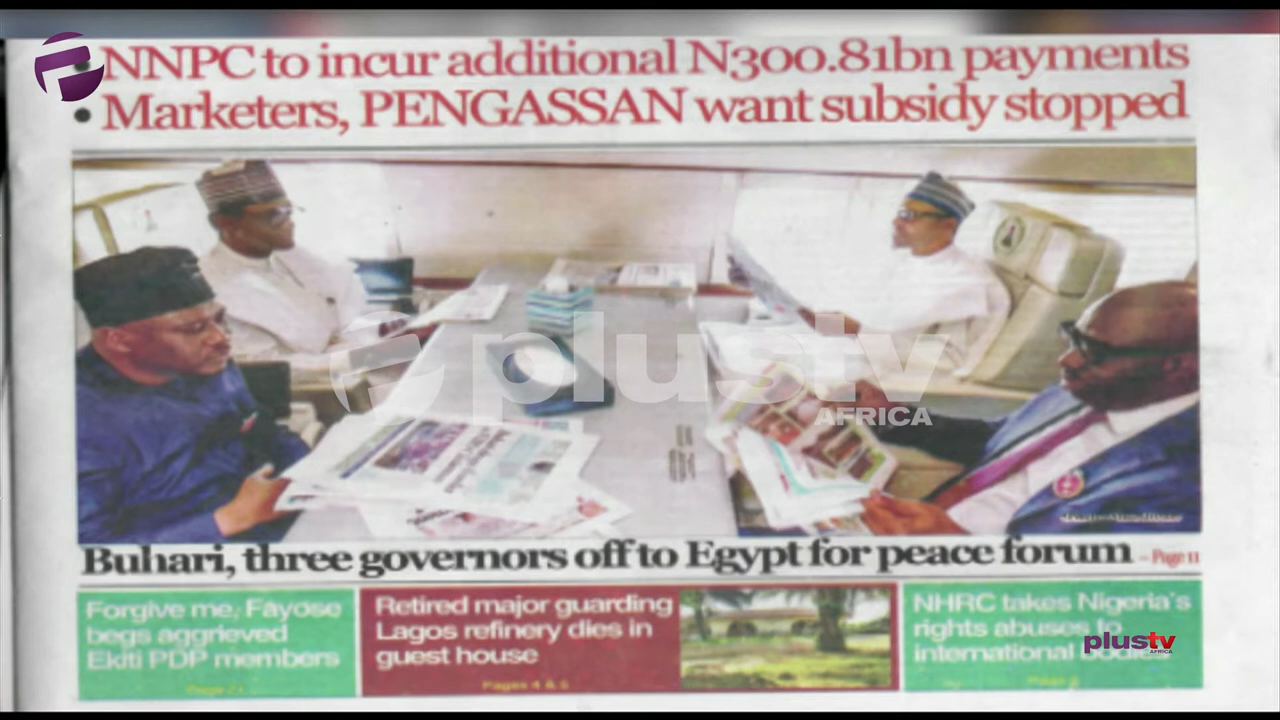 • NNPC to incur additional N300.81bn payments
• Marketers, PENGASSAN want subsidy stopped
plustv
AFRICA
Buhari, three governors off to Egypt for peace forum – Page 11
Forgive me, Fayose
begs aggrieved
Ekiti PDP members
Retired major guarding
Lagos refinery dies in
guest house
Pages 4 & 5
NHRC takes Nigeria's
rights abuses to
international bodies
plustv
AFRICA